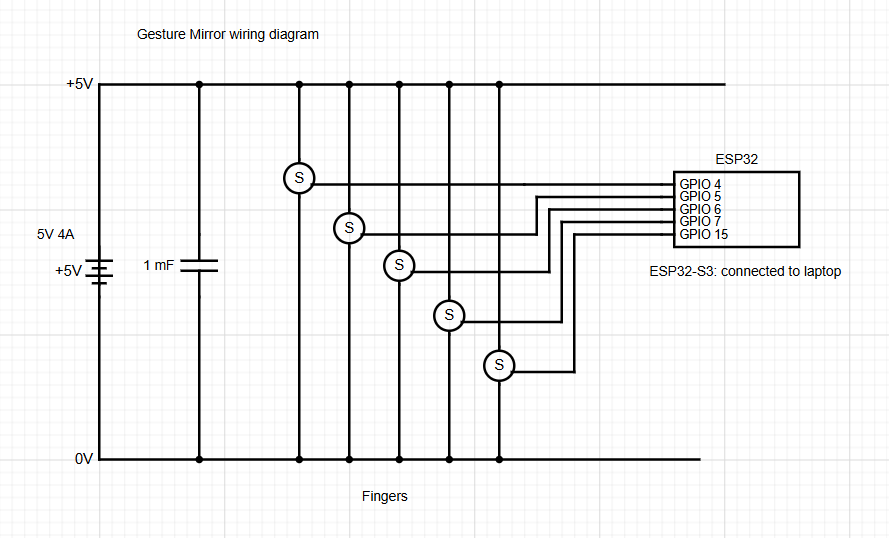 Gesture Mirror wiring diagram
+5V
ESP32
S
GPIO 4
GPIO 5
GPIO 6
GPIO 7
GPIO 15
S
5V 4A
1 mF
S
+5V
ESP32-S3: connected to laptop
S
S
0V
Fingers